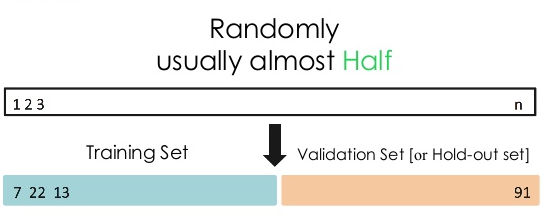 Randomly
usually almost Half
1 2 3 n
Training Set
Validation Set [or Hold-out set]
7 22 13
91